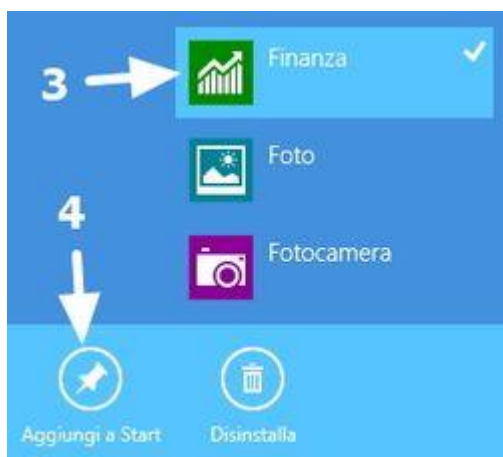 3
Finanza
Foto
4
Fotocamera
Aggiungi a Start
Disinstalla